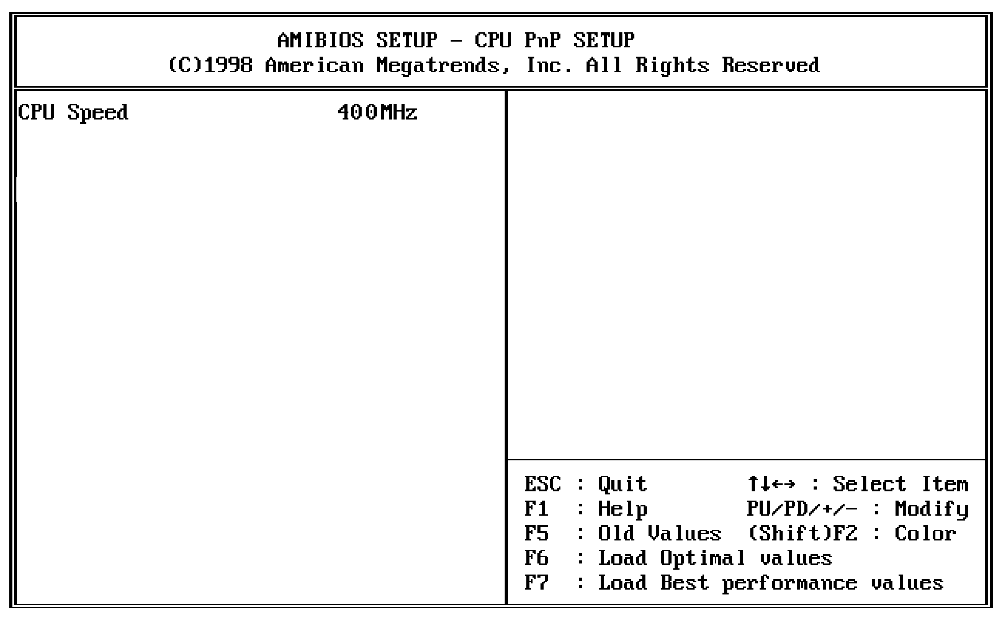 AMIBIOS SETUP - CPU PnP SETUP
(C)1998 American Megatrends, Inc. All Rights Reserved
CPU Speed 400MHz
ESC : Quit ↑↓←→ : Select Item
F1 : Help PU/PD/+/- : Modify
F5 : Old Values (Shift)F2 : Color
F6 : Load Optimal values
F7 : Load Best performance values